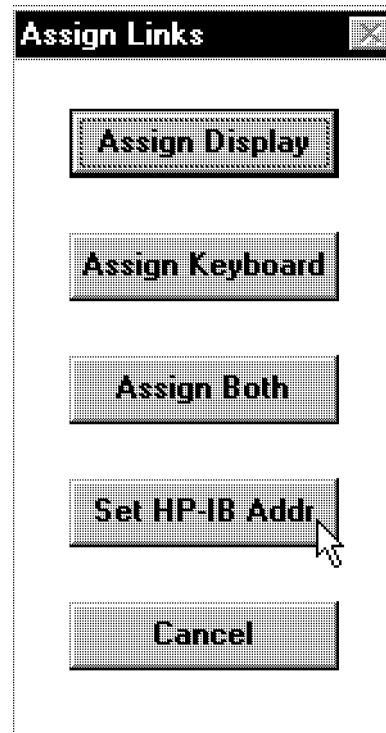 Assign Links
Assign Display
Assign Keyboard
Assign Both
Set HP-IB Addr
Cancel